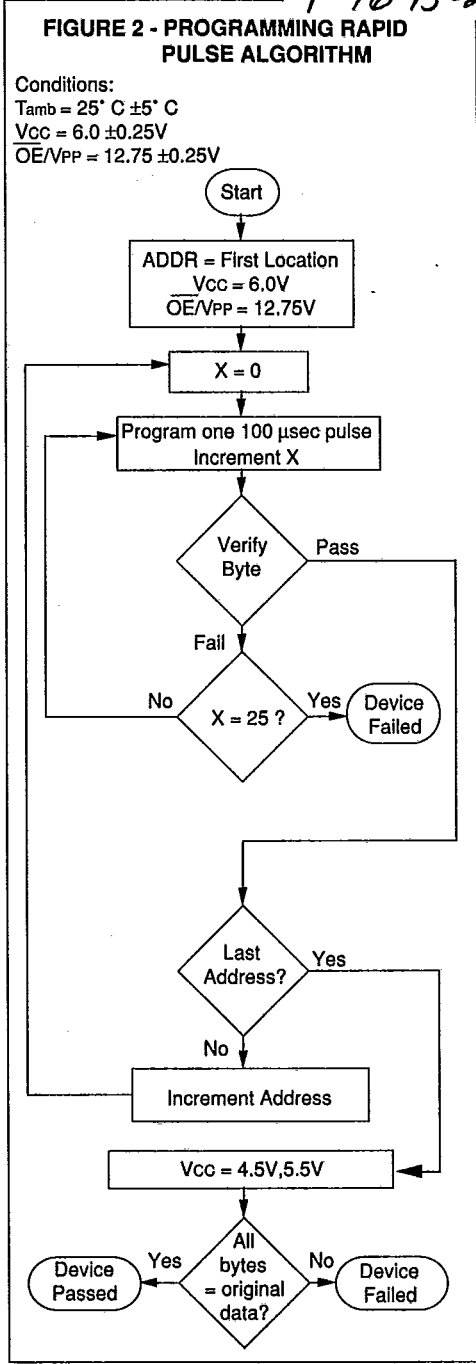 FIGURE 2 - PROGRAMMING RAPID
PULSE ALGORITHM
Conditions:
Tamb = 25° C ±5° C
VCC = 6.0 ±0.25V
OE/VPP = 12.75 ±0.25V
Start
ADDR = First Location
VCC = 6.0V
OE/VPP = 12.75V
X = 0
Program one 100 µsec pulse
Increment X
Verify
Byte
Pass
Fail
No
X = 25 ?
Yes
Device
Failed
Last
Address?
Yes
No
Increment Address
VCC = 4.5V,5.5V
All
bytes
= original
data?
Yes
No
Device
Passed
Device
Failed